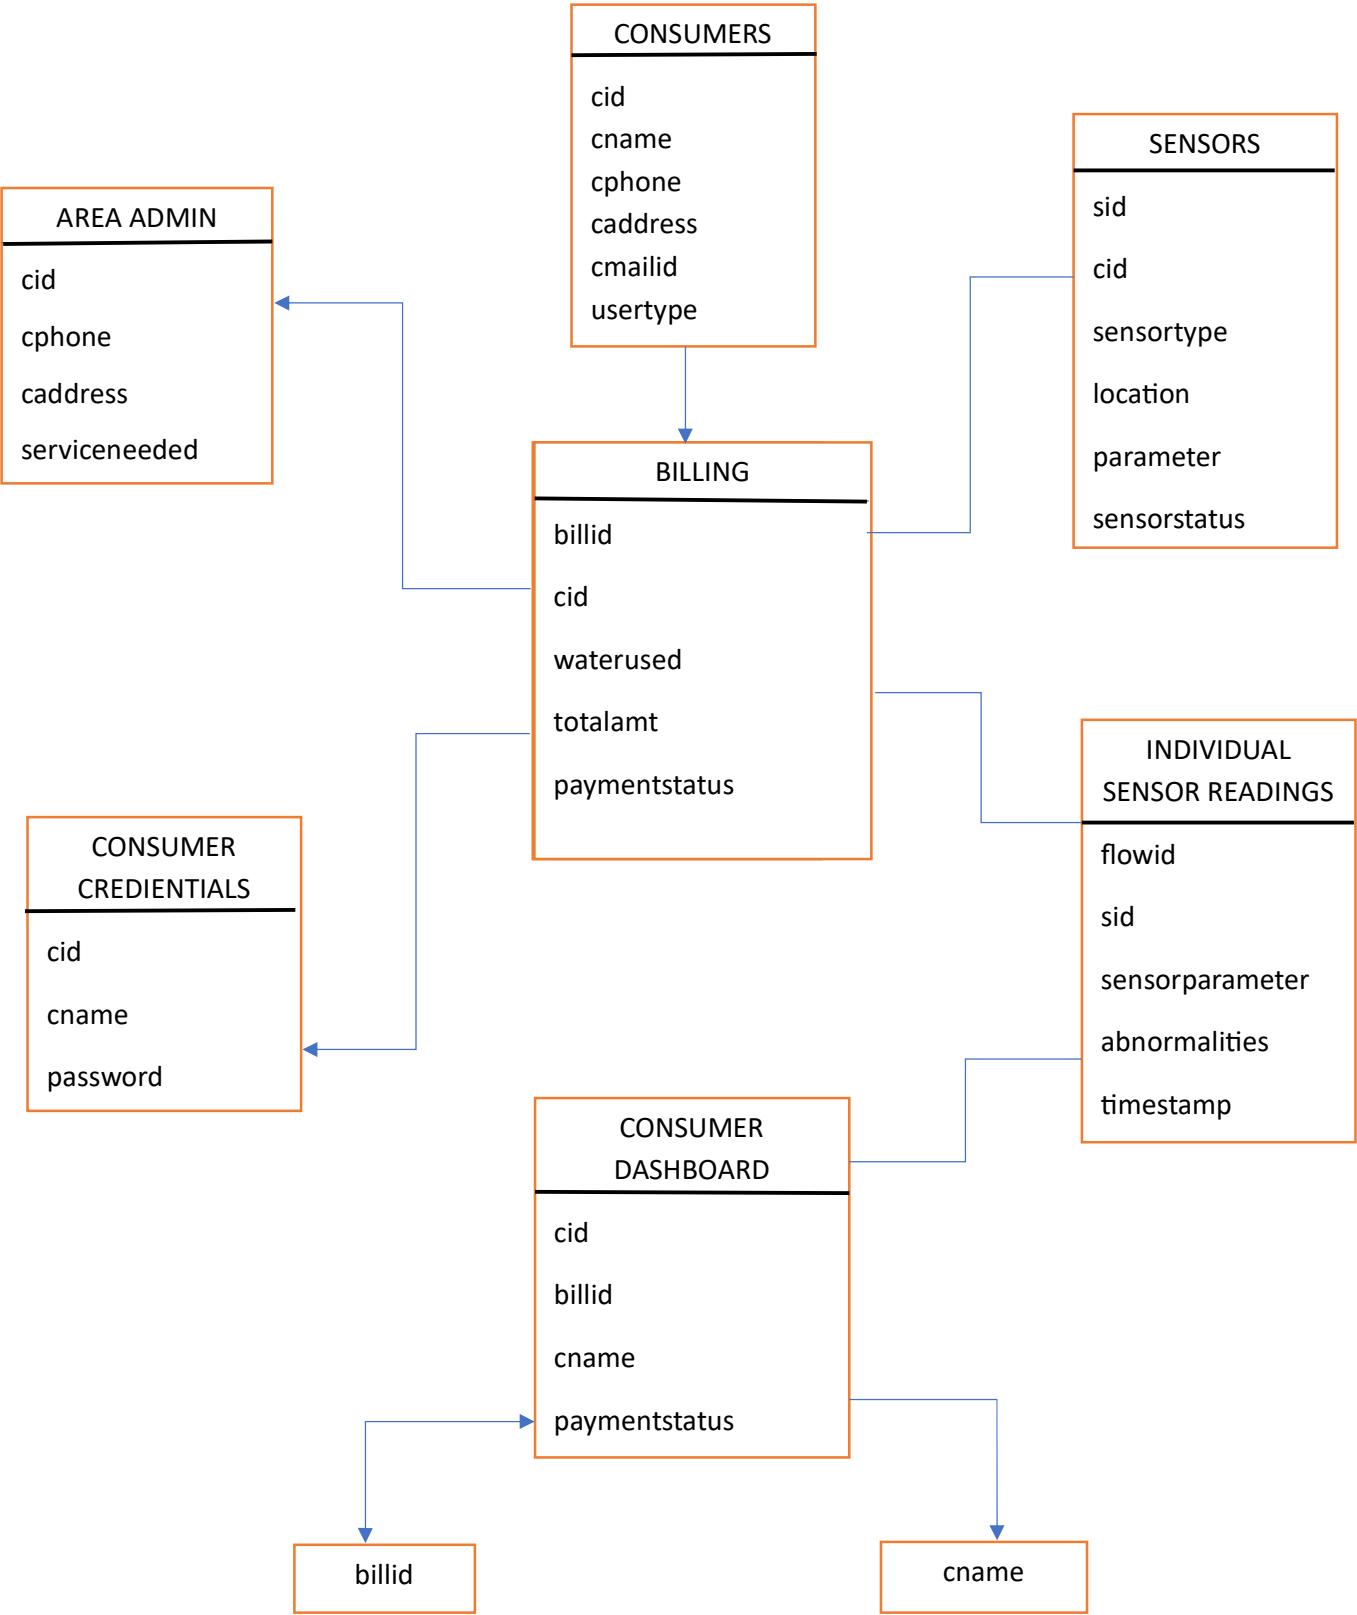 CONSUMERS
cid
cname
cphone
caddress
cmailid
usertype
SENSORS
sid
cid
sensortype
location
parameter
sensorstatus
AREA ADMIN
cid
cphone
caddress
serviceneeded
BILLING
billid
cid
waterused
totalamt
paymentstatus
INDIVIDUAL
SENSOR READINGS
flowid
sid
sensorparameter
abnormalities
timestamp
CONSUMER
CREDIENTIALS
cid
cname
password
CONSUMER
DASHBOARD
cid
billid
cname
paymentstatus
billid
cname